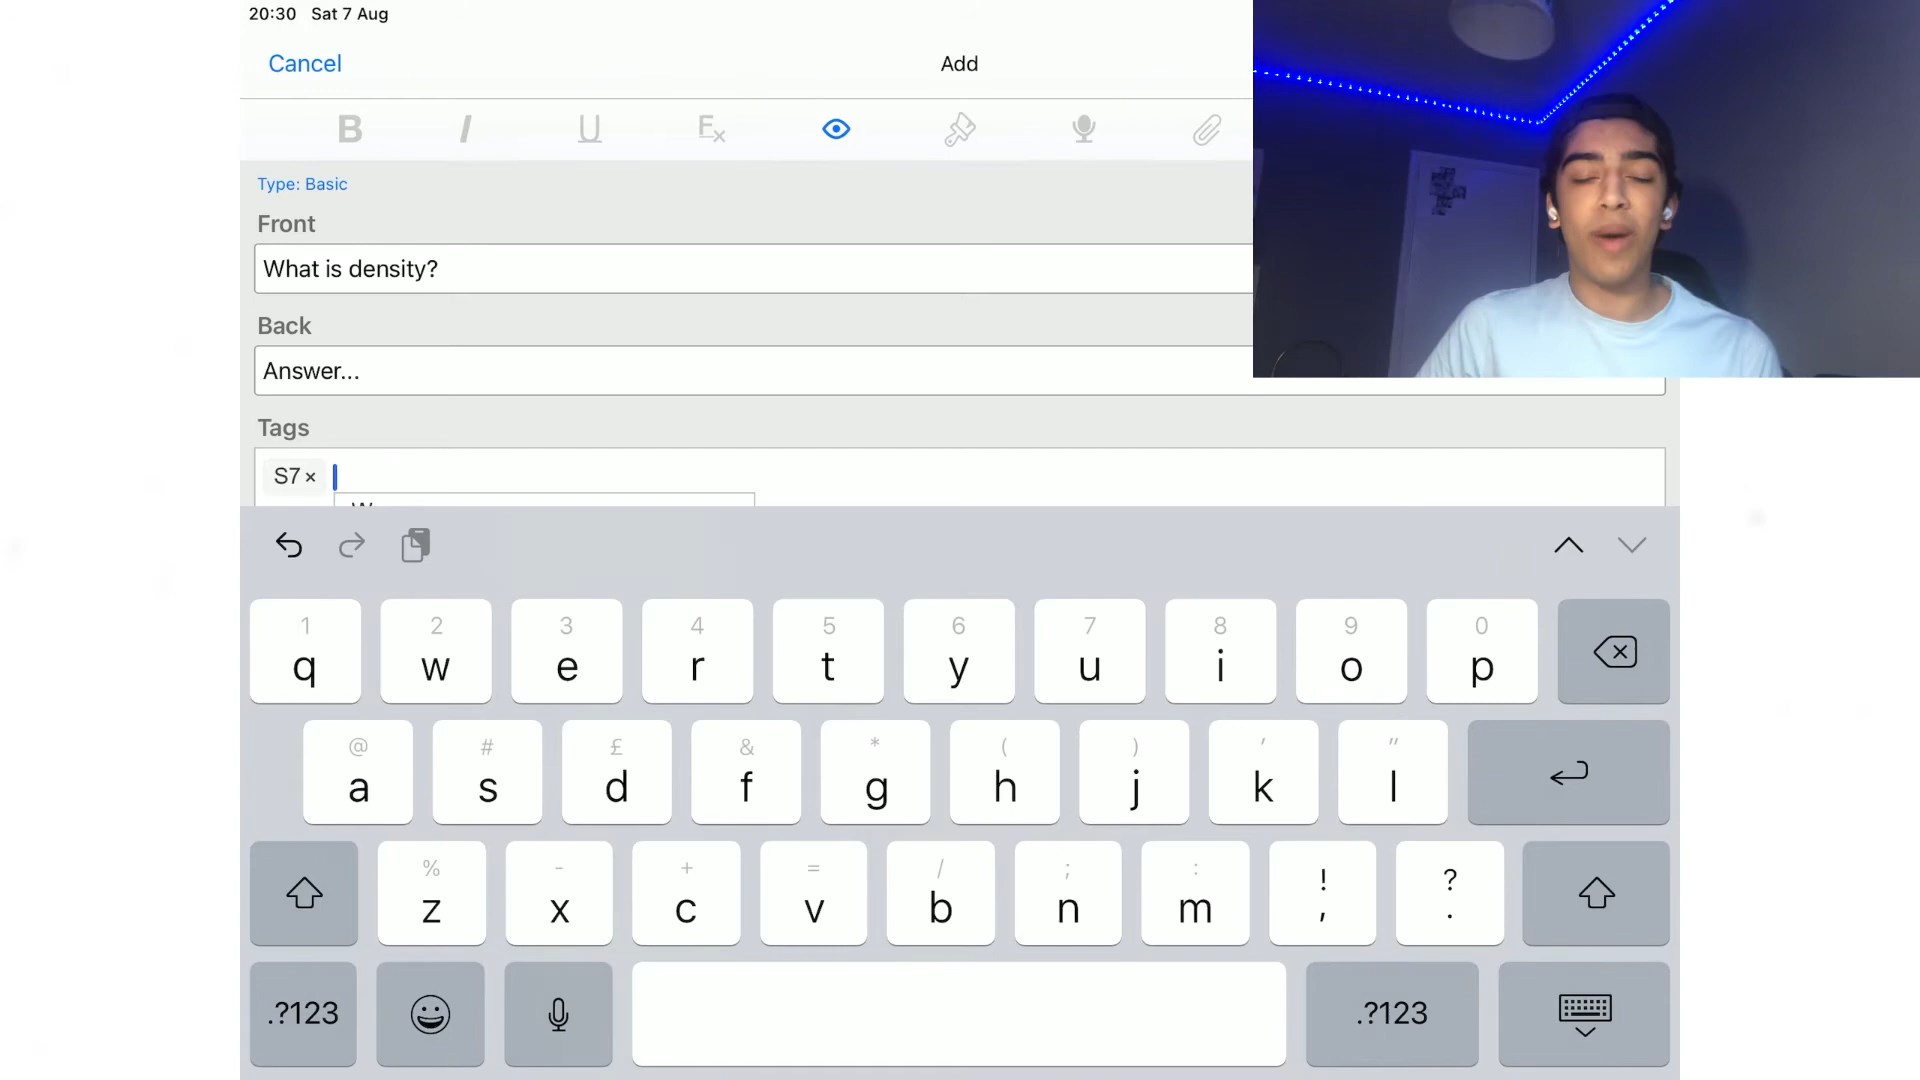 20:30 Sat 7 Aug
Cancel
Add
B I U Fx
Type: Basic
Front
What is density?
Back
Answer...
Tags
S7 ×
1 2 3 4 5 6 7 8 9 0
q w e r t y u i o p
@ # £ & * ( ) ' "
a s d f g h j k l
% - + = / ; : ! ?
z x c v b n m , .
.?123 .?123